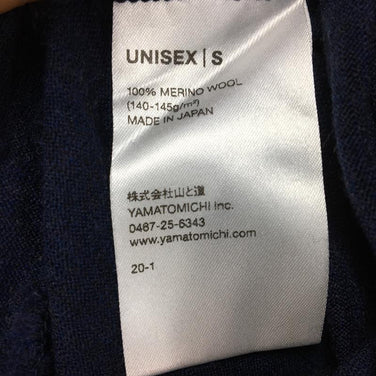 UNISEX | S
100% MERINO WOOL
(140-145g/m²)
MADE IN JAPAN
株式会社山と道
YAMATOMICHI Inc.
0467-25-6343
www.yamatomichi.com
20-1